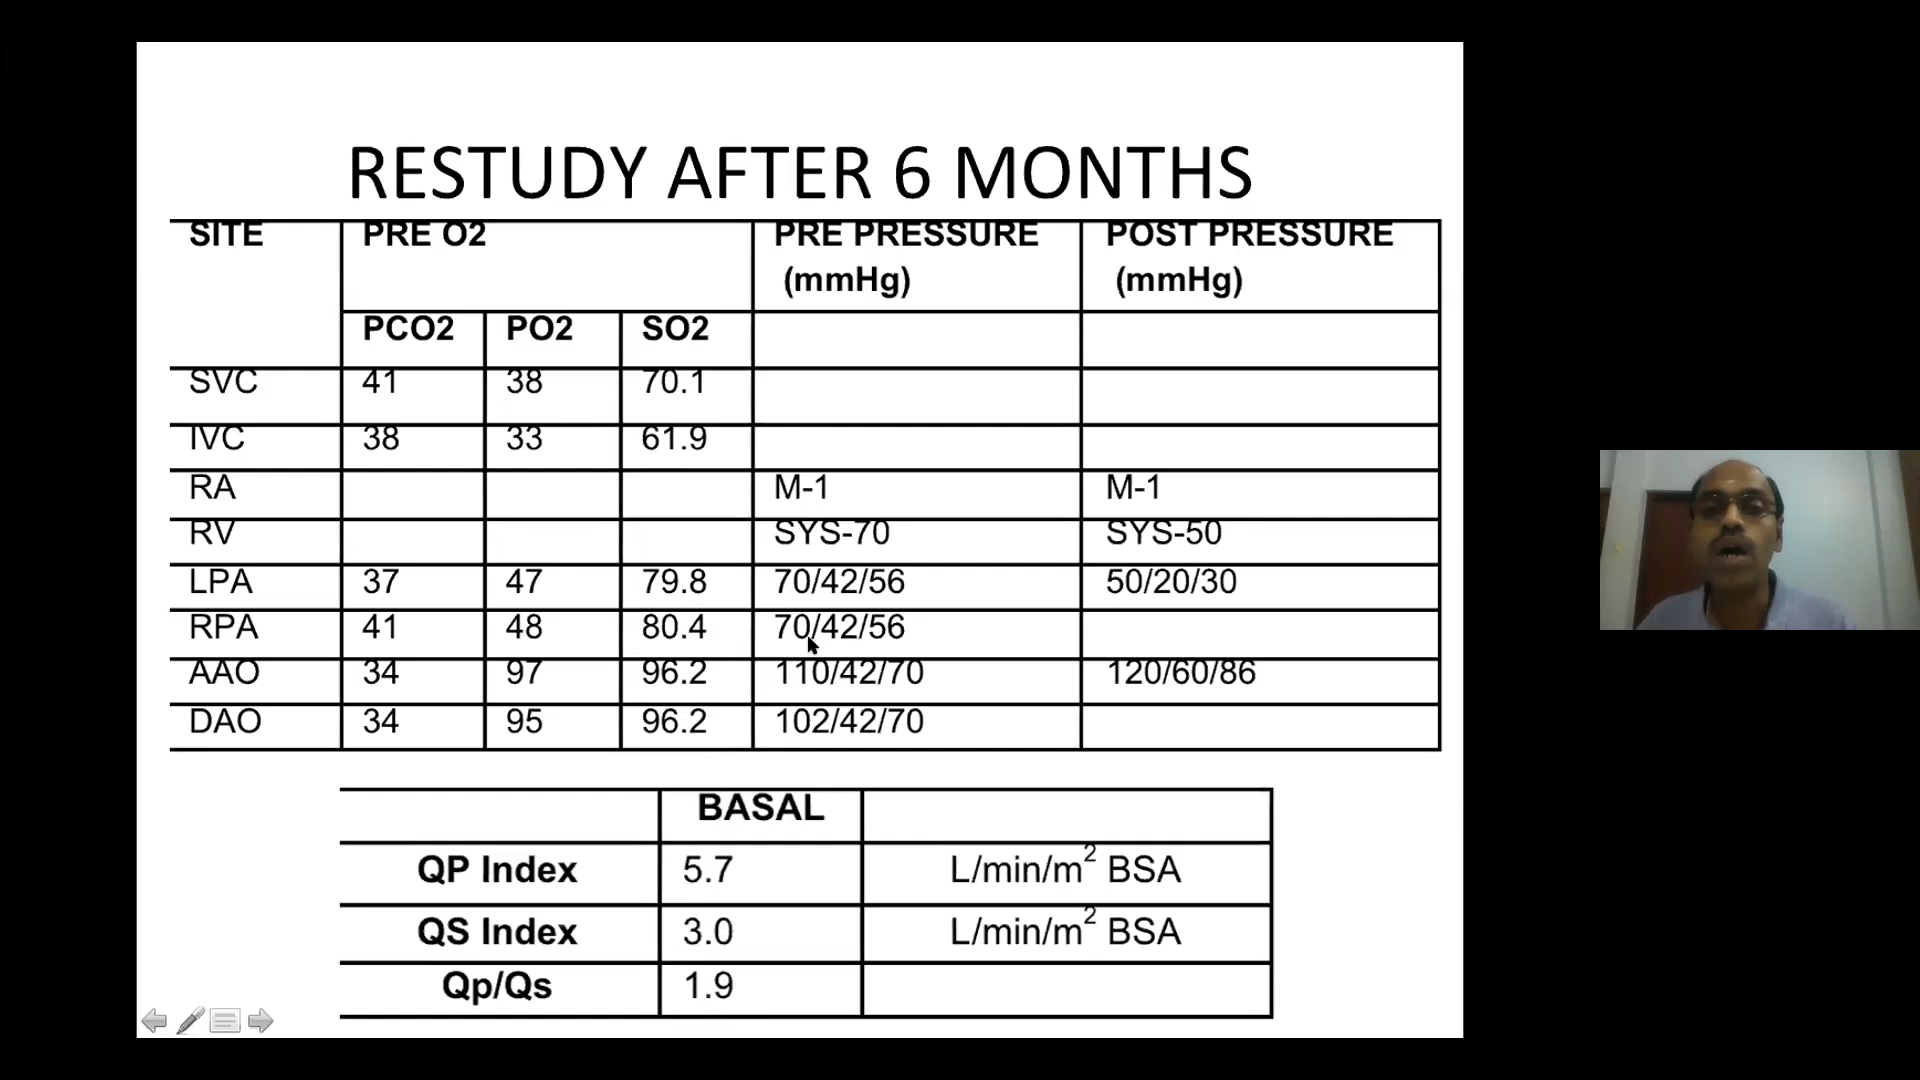 RESTUDY AFTER 6 MONTHS
SITE PRE O2 PRE PRESSURE (mmHg) POST PRESSURE (mmHg)
PCO2 PO2 SO2
SVC 41 38 70.1
IVC 38 33 61.9
RA M-1 M-1
RV SYS-70 SYS-50
LPA 37 47 79.8 70/42/56 50/20/30
RPA 41 48 80.4 70/42/56
AAO 34 97 96.2 110/42/70 120/60/86
DAO 34 95 96.2 102/42/70
BASAL
QP Index 5.7 L/min/m² BSA
QS Index 3.0 L/min/m² BSA
Qp/Qs 1.9